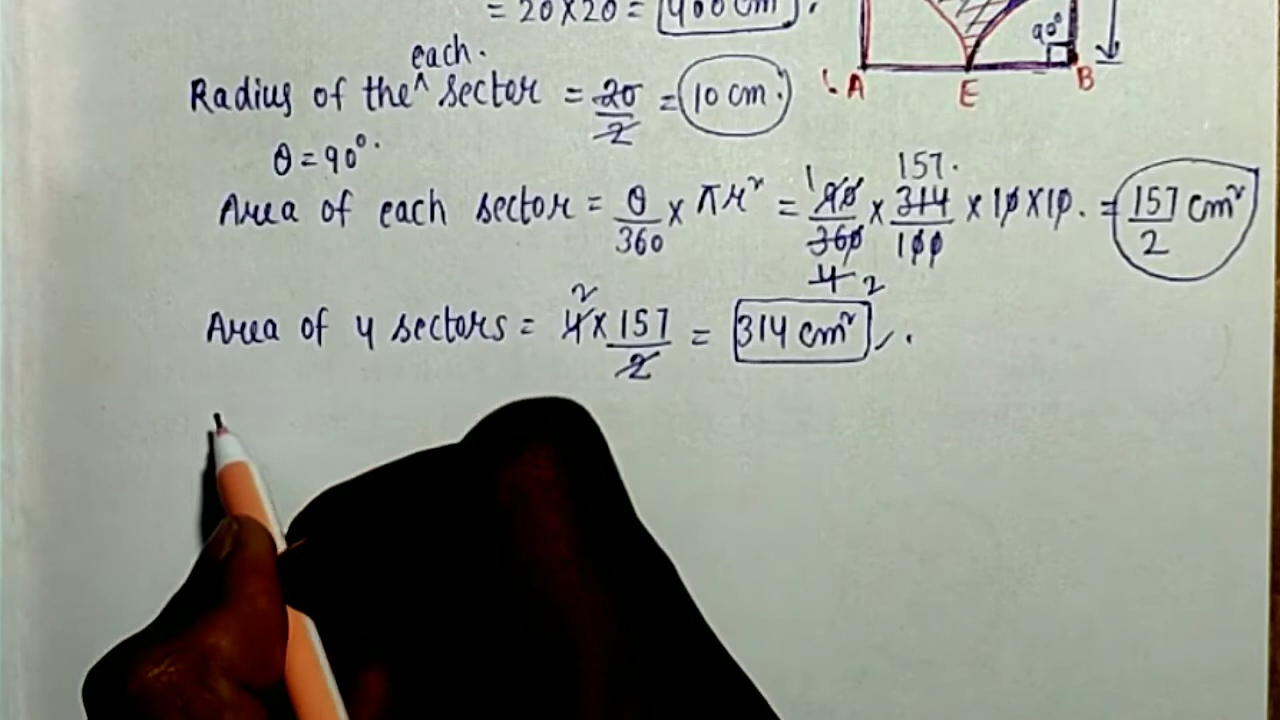 = 20 × 20 = 400 cm
each.
Radius of the ^ sector = 20/2 = 10 cm.
θ = 90°.
Area of each sector = θ/360 × πr² = 90/360 × 314/100 × 10 × 10. = 157/2 cm²
1 157.
4 2
Area of 4 sectors = 4 × 157/2 = 314 cm²
2
90°
A E B